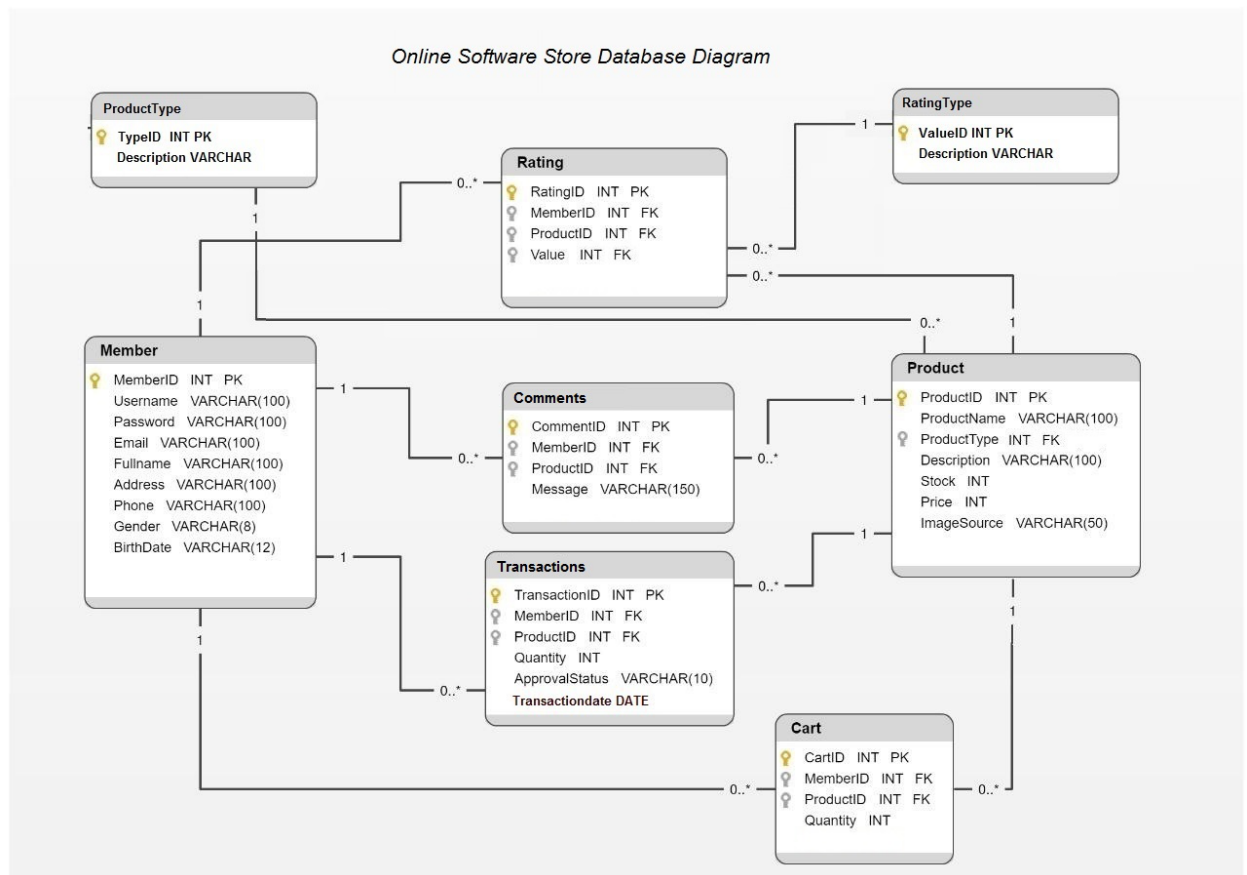 Online Software Store Database Diagram
ProductType
TypeID INT PK
Description VARCHAR
RatingType
ValueID INT PK
Description VARCHAR
Rating
RatingID INT PK
MemberID INT FK
ProductID INT FK
Value INT FK
1
0..*
1
0..*
0..*
1
0..*
1
Member
MemberID INT PK
Username VARCHAR(100)
Password VARCHAR(100)
Email VARCHAR(100)
Fullname VARCHAR(100)
Address VARCHAR(100)
Phone VARCHAR(100)
Gender VARCHAR(8)
BirthDate VARCHAR(12)
Comments
CommentID INT PK
MemberID INT FK
ProductID INT FK
Message VARCHAR(150)
Product
ProductID INT PK
ProductName VARCHAR(100)
ProductType INT FK
Description VARCHAR(100)
Stock INT
Price INT
ImageSource VARCHAR(50)
1
0..*
1
0..*
Transactions
TransactionID INT PK
MemberID INT FK
ProductID INT FK
Quantity INT
ApprovalStatus VARCHAR(10)
Transactiondate DATE
1
0..*
1
0..*
Cart
CartID INT PK
MemberID INT FK
ProductID INT FK
Quantity INT
1
0..*
1
0..*